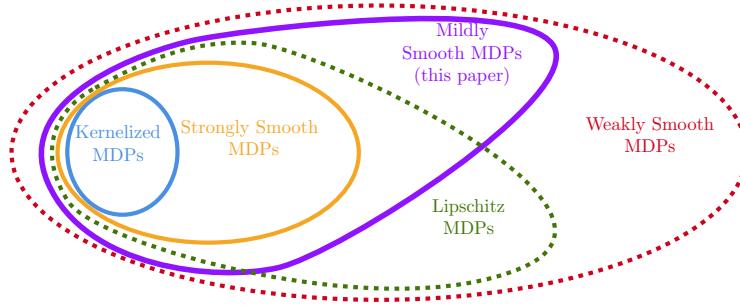 Mildly
Smooth MDPs
(this paper)
Kernelized
MDPs
Strongly Smooth
MDPs
Weakly Smooth
MDPs
Lipschitz
MDPs